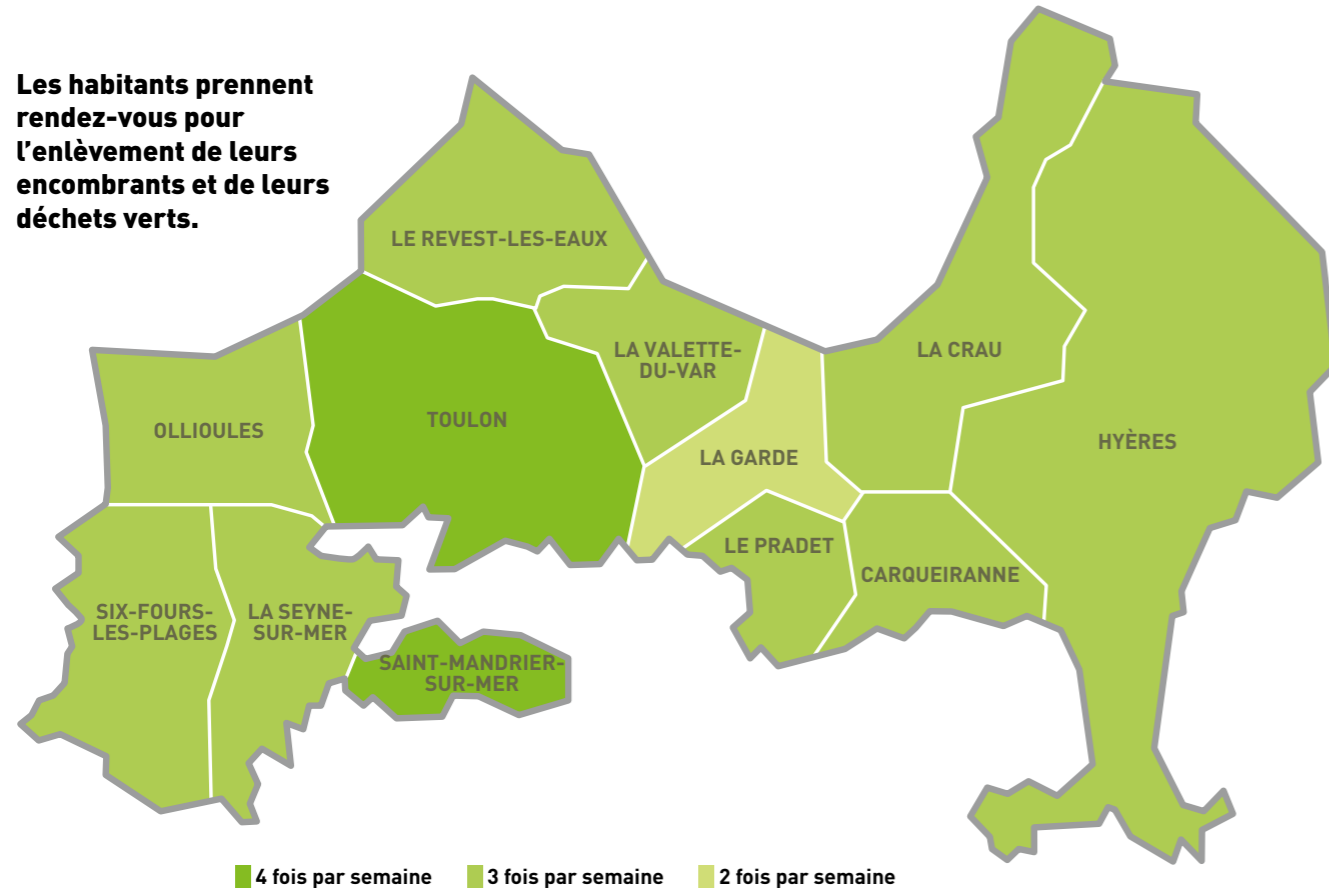 Les habitants prennent
rendez-vous pour
l’enlèvement de leurs
encombrants et de leurs
déchets verts.
LE REVEST-LES-EAUX
LA VALETTE-
DU-VAR
LA CRAU
TOULON
OLLIOULES
HYÈRES
LA GARDE
LE PRADET
CARQUEIRANNE
SIX-FOURS-
LES-PLAGES
LA SEYNE-
SUR-MER
SAINT-MANDRIER-
SUR-MER
4 fois par semaine
3 fois par semaine
2 fois par semaine